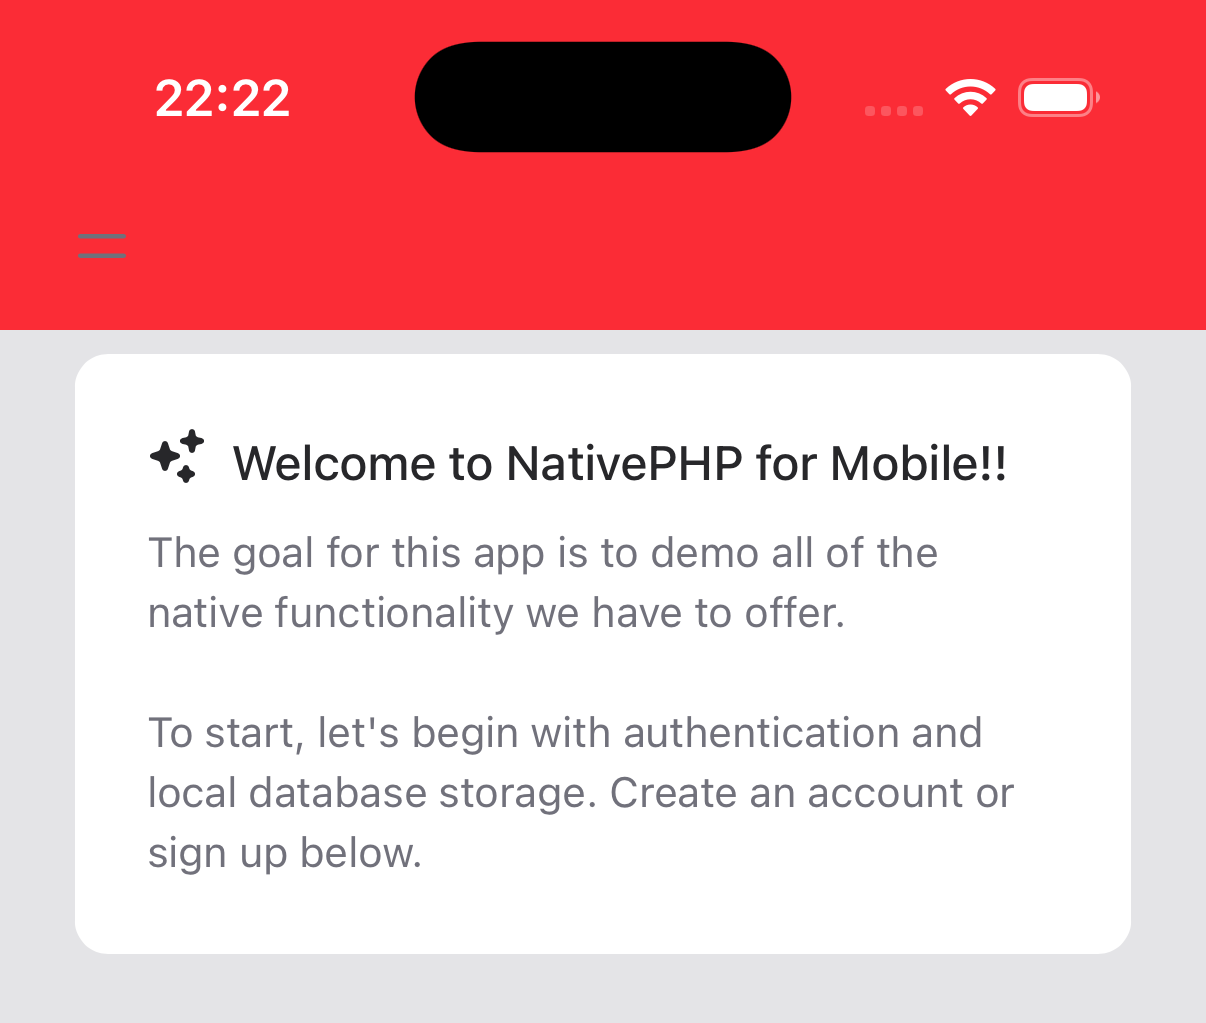 22:22
Welcome to NativePHP for Mobile!!
The goal for this app is to demo all of the
native functionality we have to offer.
To start, let's begin with authentication and
local database storage. Create an account or
sign up below.